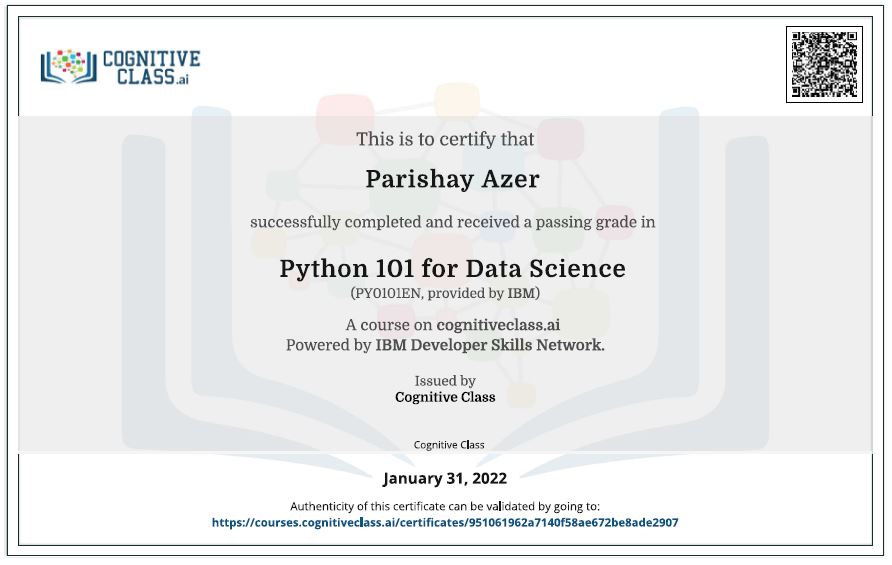 COGNITIVE
CLASS.ai
This is to certify that
Parishay Azer
successfully completed and received a passing grade in
Python 101 for Data Science
(PY0101EN, provided by IBM)
A course on cognitiveclass.ai
Powered by IBM Developer Skills Network.
Issued by
Cognitive Class
Cognitive Class
January 31, 2022
Authenticity of this certificate can be validated by going to:
https://courses.cognitiveclass.ai/certificates/951061962a7140f58ae672be8ade2907